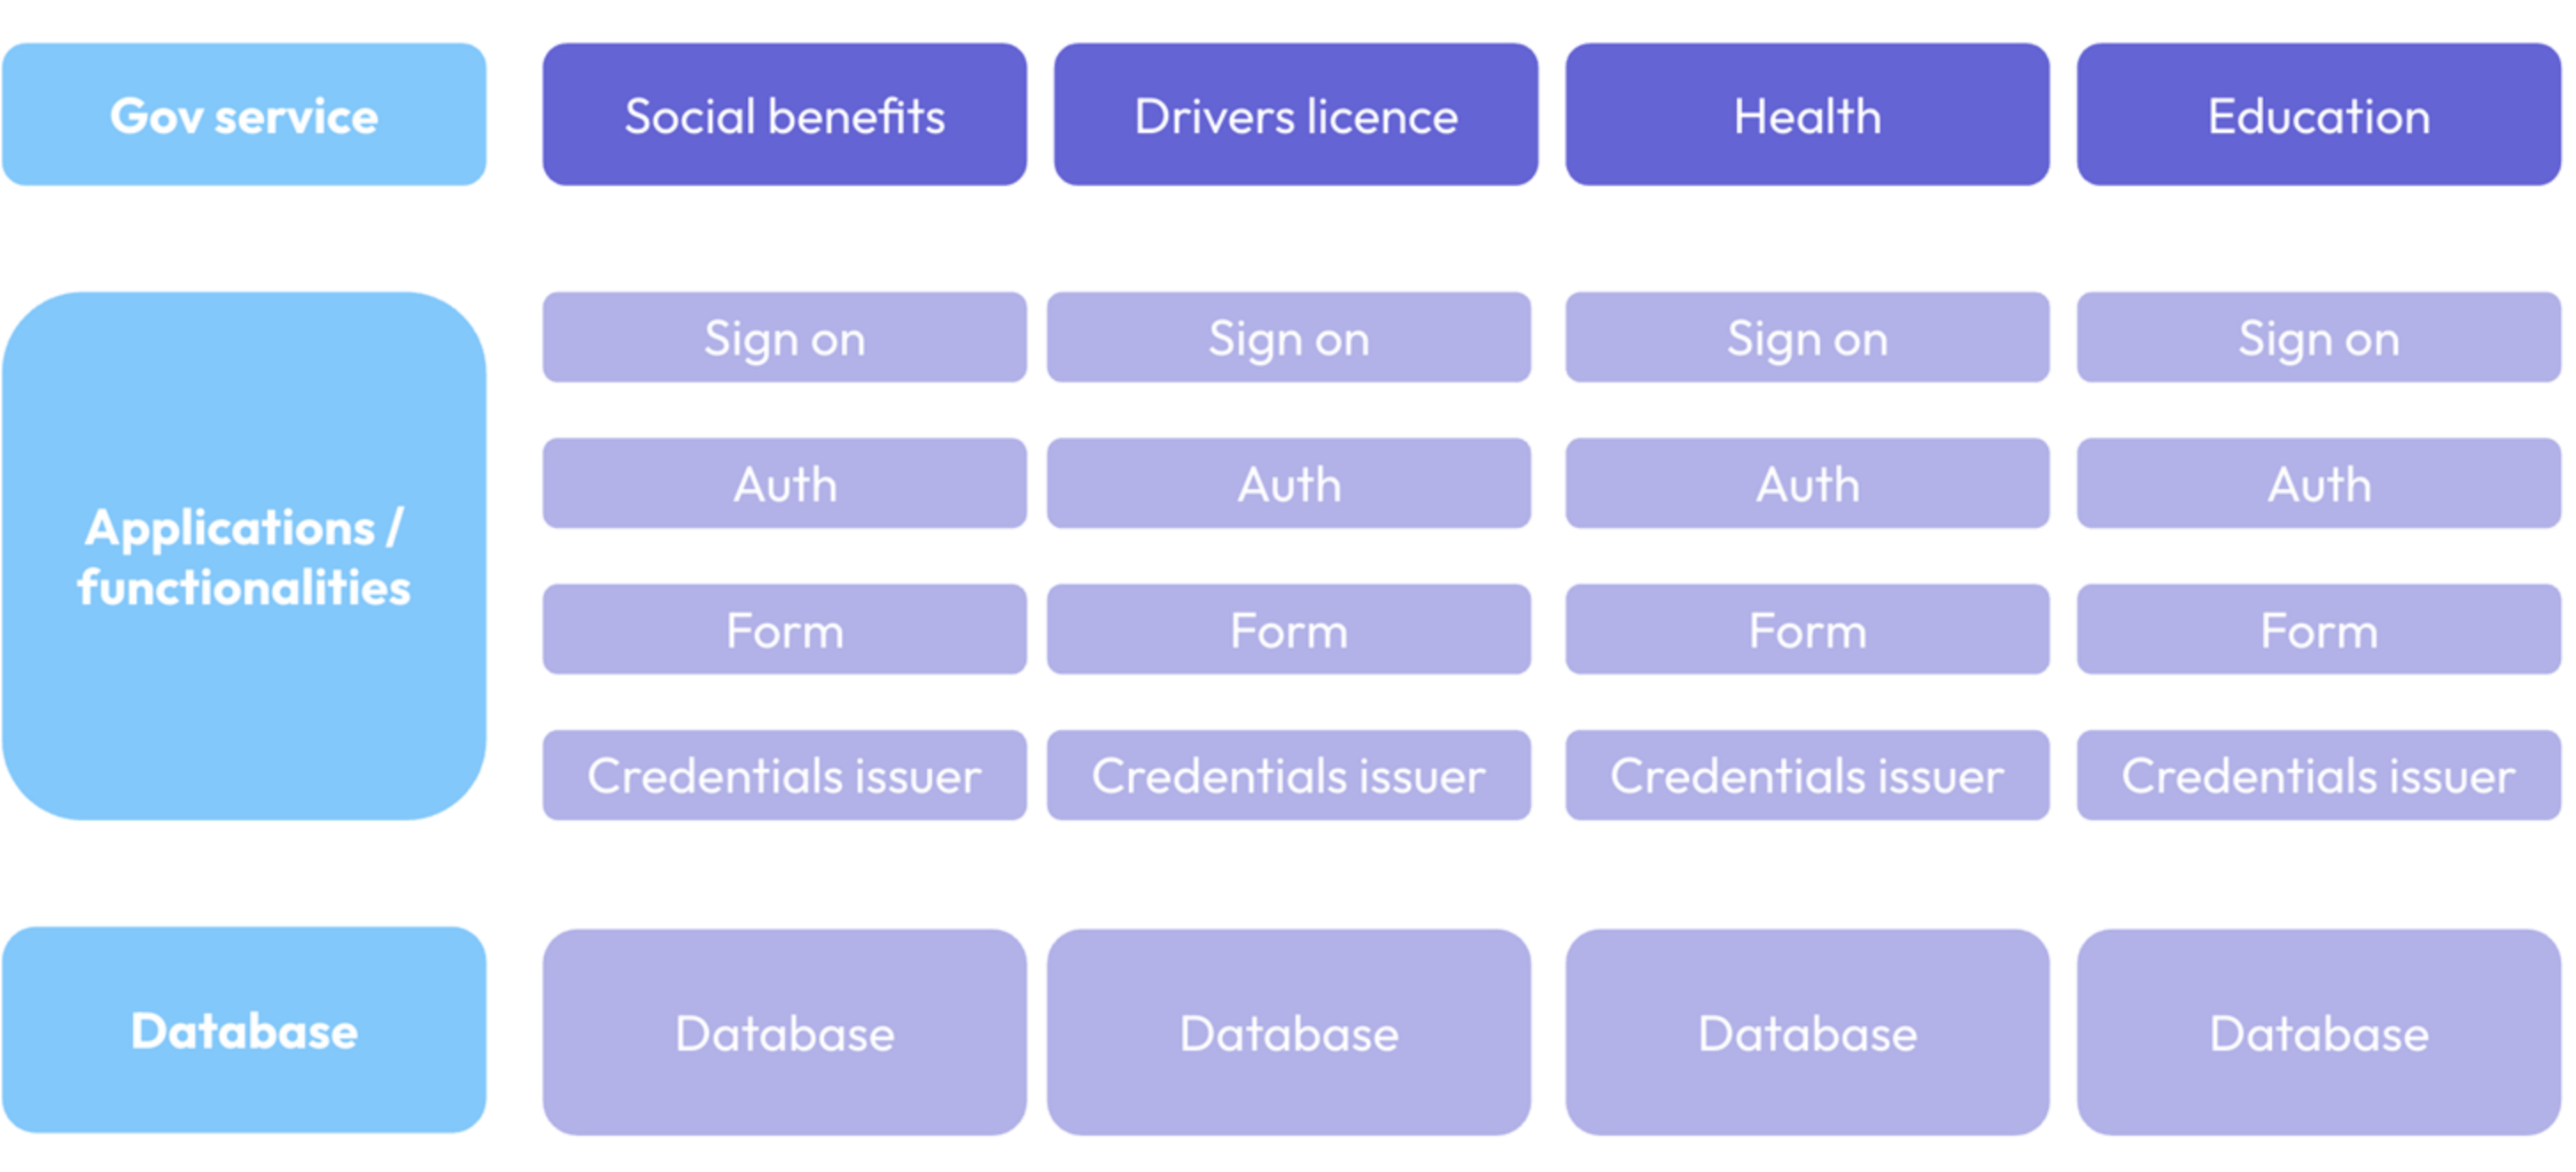 Gov service
Social benefits
Drivers licence
Health
Education
Applications /
functionalities
Sign on
Sign on
Sign on
Sign on
Auth
Auth
Auth
Auth
Form
Form
Form
Form
Credentials issuer
Credentials issuer
Credentials issuer
Credentials issuer
Database
Database
Database
Database
Database